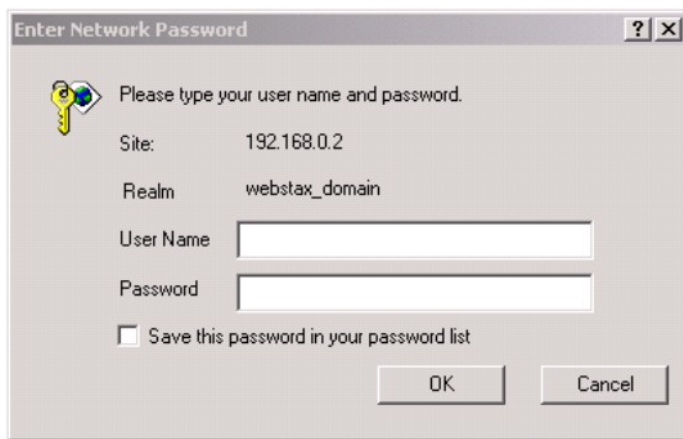 Enter Network Password
Please type your user name and password.
Site: 192.168.0.2
Realm webstax_domain
User Name
Password
Save this password in your password list
OK Cancel